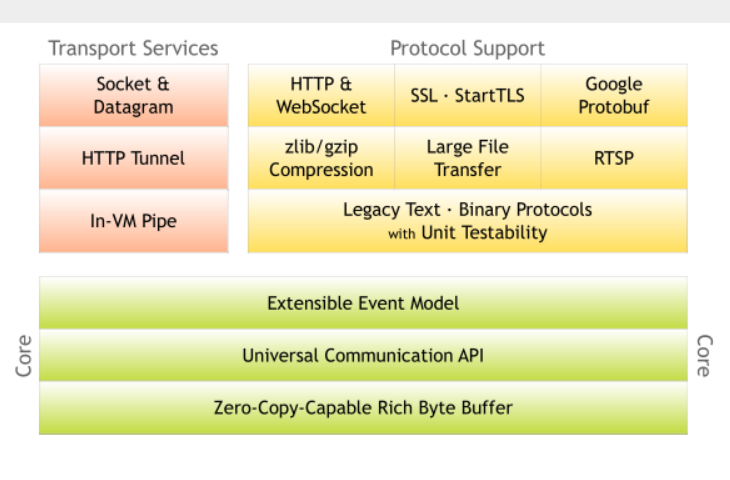 Transport Services
Socket &
Datagram
HTTP Tunnel
In-VM Pipe
Protocol Support
HTTP &
WebSocket
SSL · StartTLS
Google
Protobuf
zlib/gzip
Compression
Large File
Transfer
RTSP
Legacy Text · Binary Protocols
with Unit Testability
Core
Extensible Event Model
Universal Communication API
Zero-Copy-Capable Rich Byte Buffer
Core